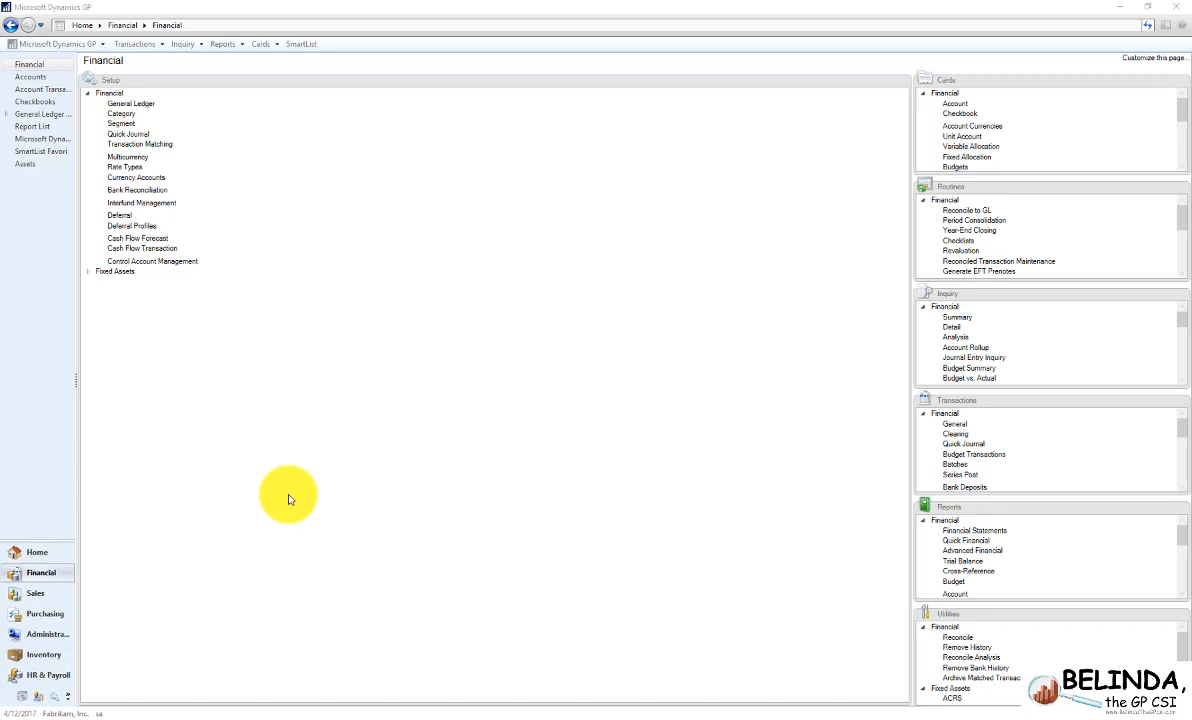 Microsoft Dynamics GP
Home Financial Financial
Microsoft Dynamics GP Transactions Inquiry Reports Cards SmartList
Financial
Accounts
Account Transa...
Checkbooks
General Ledger ...
Report List
Microsoft Dyna...
SmartList Favori
Assets
Home
Financial
Sales
Purchasing
Administra...
Inventory
HR & Payroll
Financial
Customize this page...
Setup
Financial
General Ledger
Category
Segment
Quick Journal
Transaction Matching
Multicurrency
Rate Types
Currency Accounts
Bank Reconciliation
Interfund Management
Deferral
Deferral Profiles
Cash Flow Forecast
Cash Flow Transaction
Control Account Management
Fixed Assets
Cards
Financial
Account
Checkbook
Account Currencies
Unit Account
Variable Allocation
Fixed Allocation
Budgets
Routines
Financial
Reconcile to GL
Period Consolidation
Year-End Closing
Checklists
Revaluation
Reconciled Transaction Maintenance
Generate EFT Prenotes
Inquiry
Financial
Summary
Detail
Analysis
Account Rollup
Journal Entry Inquiry
Budget Summary
Budget vs. Actual
Transactions
Financial
General
Clearing
Quick Journal
Budget Transactions
Batches
Series Post
Bank Deposits
Reports
Financial
Financial Statements
Quick Financial
Advanced Financial
Trial Balance
Cross-Reference
Budget
Account
Utilities
Financial
Reconcile
Remove History
Reconcile Analysis
Remove Bank History
Archive Matched Transac
Fixed Assets
ACRS
BELINDA,
the GP CSI
www.BelindaTheGPcsi.com
4/12/2017 Fabrikam, Inc. sa